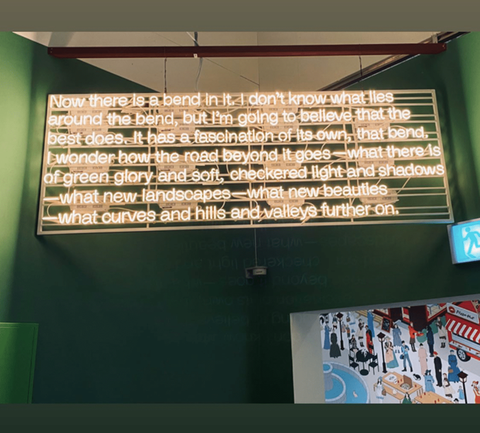 Now there is a bend in it. I don't know what lies
around the bend, but I'm going to believe that the
best does. It has a fascination of its own, that bend.
I wonder how the road beyond it goes—what there is
of green glory and soft, checkered light and shadows
—what new landscapes—what new beauties
—what curves and hills and valleys further on.